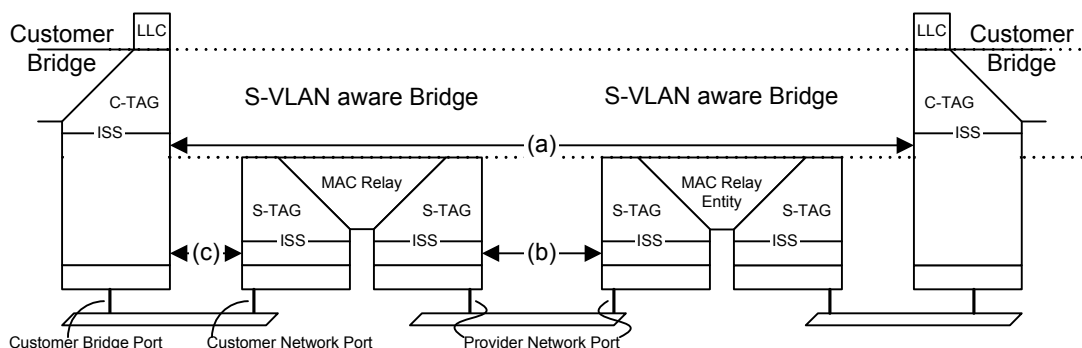 LLC
LLC
Customer
Bridge
Customer
Bridge
S-VLAN aware Bridge
S-VLAN aware Bridge
C-TAG
C-TAG
ISS
ISS
(a)
MAC Relay
MAC Relay
Entity
S-TAG
S-TAG
S-TAG
S-TAG
(c)
ISS
ISS
(b)
ISS
ISS
Customer Bridge Port
Customer Network Port
Provider Network Port